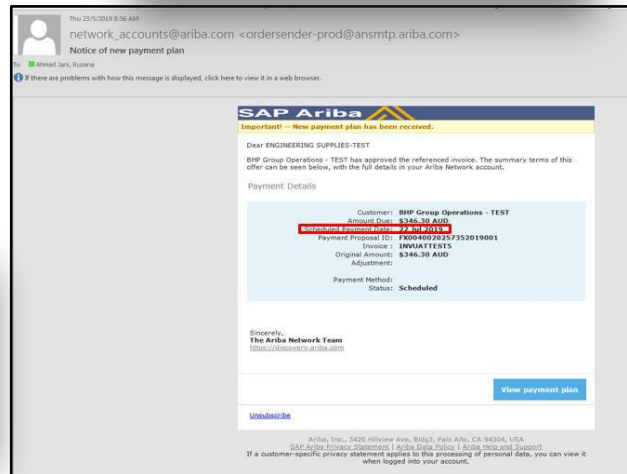 Thu 23/5/2019 8:56 AM
network_accounts@ariba.com <ordersender-prod@ansmtp.ariba.com>
Notice of new payment plan
To Ahmad Jars, Ruzana
If there are problems with how this message is displayed, click here to view it in a web browser.
SAP Ariba
Important! -- New payment plan has been received.
Dear ENGINEERING SUPPLIES-TEST
BHP Group Operations - TEST has approved the referenced invoice. The summary terms of this
offer can be seen below, with the full details in your Ariba Network account.
Payment Details
Customer: BHP Group Operations - TEST
Amount Due: $346.30 AUD
Scheduled Payment Date: 22 Jul 2019
Payment Proposal ID: FX0040020257352019001
Invoice : INVUATTEST5
Original Amount: $346.30 AUD
Adjustment:
Payment Method:
Status: Scheduled
Sincerely,
The Ariba Network Team
https://discovery.ariba.com
View payment plan
Unsubscribe
Ariba, Inc., 3420 Hillview Ave, Bldg3, Palo Alto, CA 94304, USA
SAP Ariba Privacy Statement | Ariba Data Policy | Ariba Help and Support
If a customer-specific privacy statement applies to this processing of personal data, you can view it
when logged into your account.